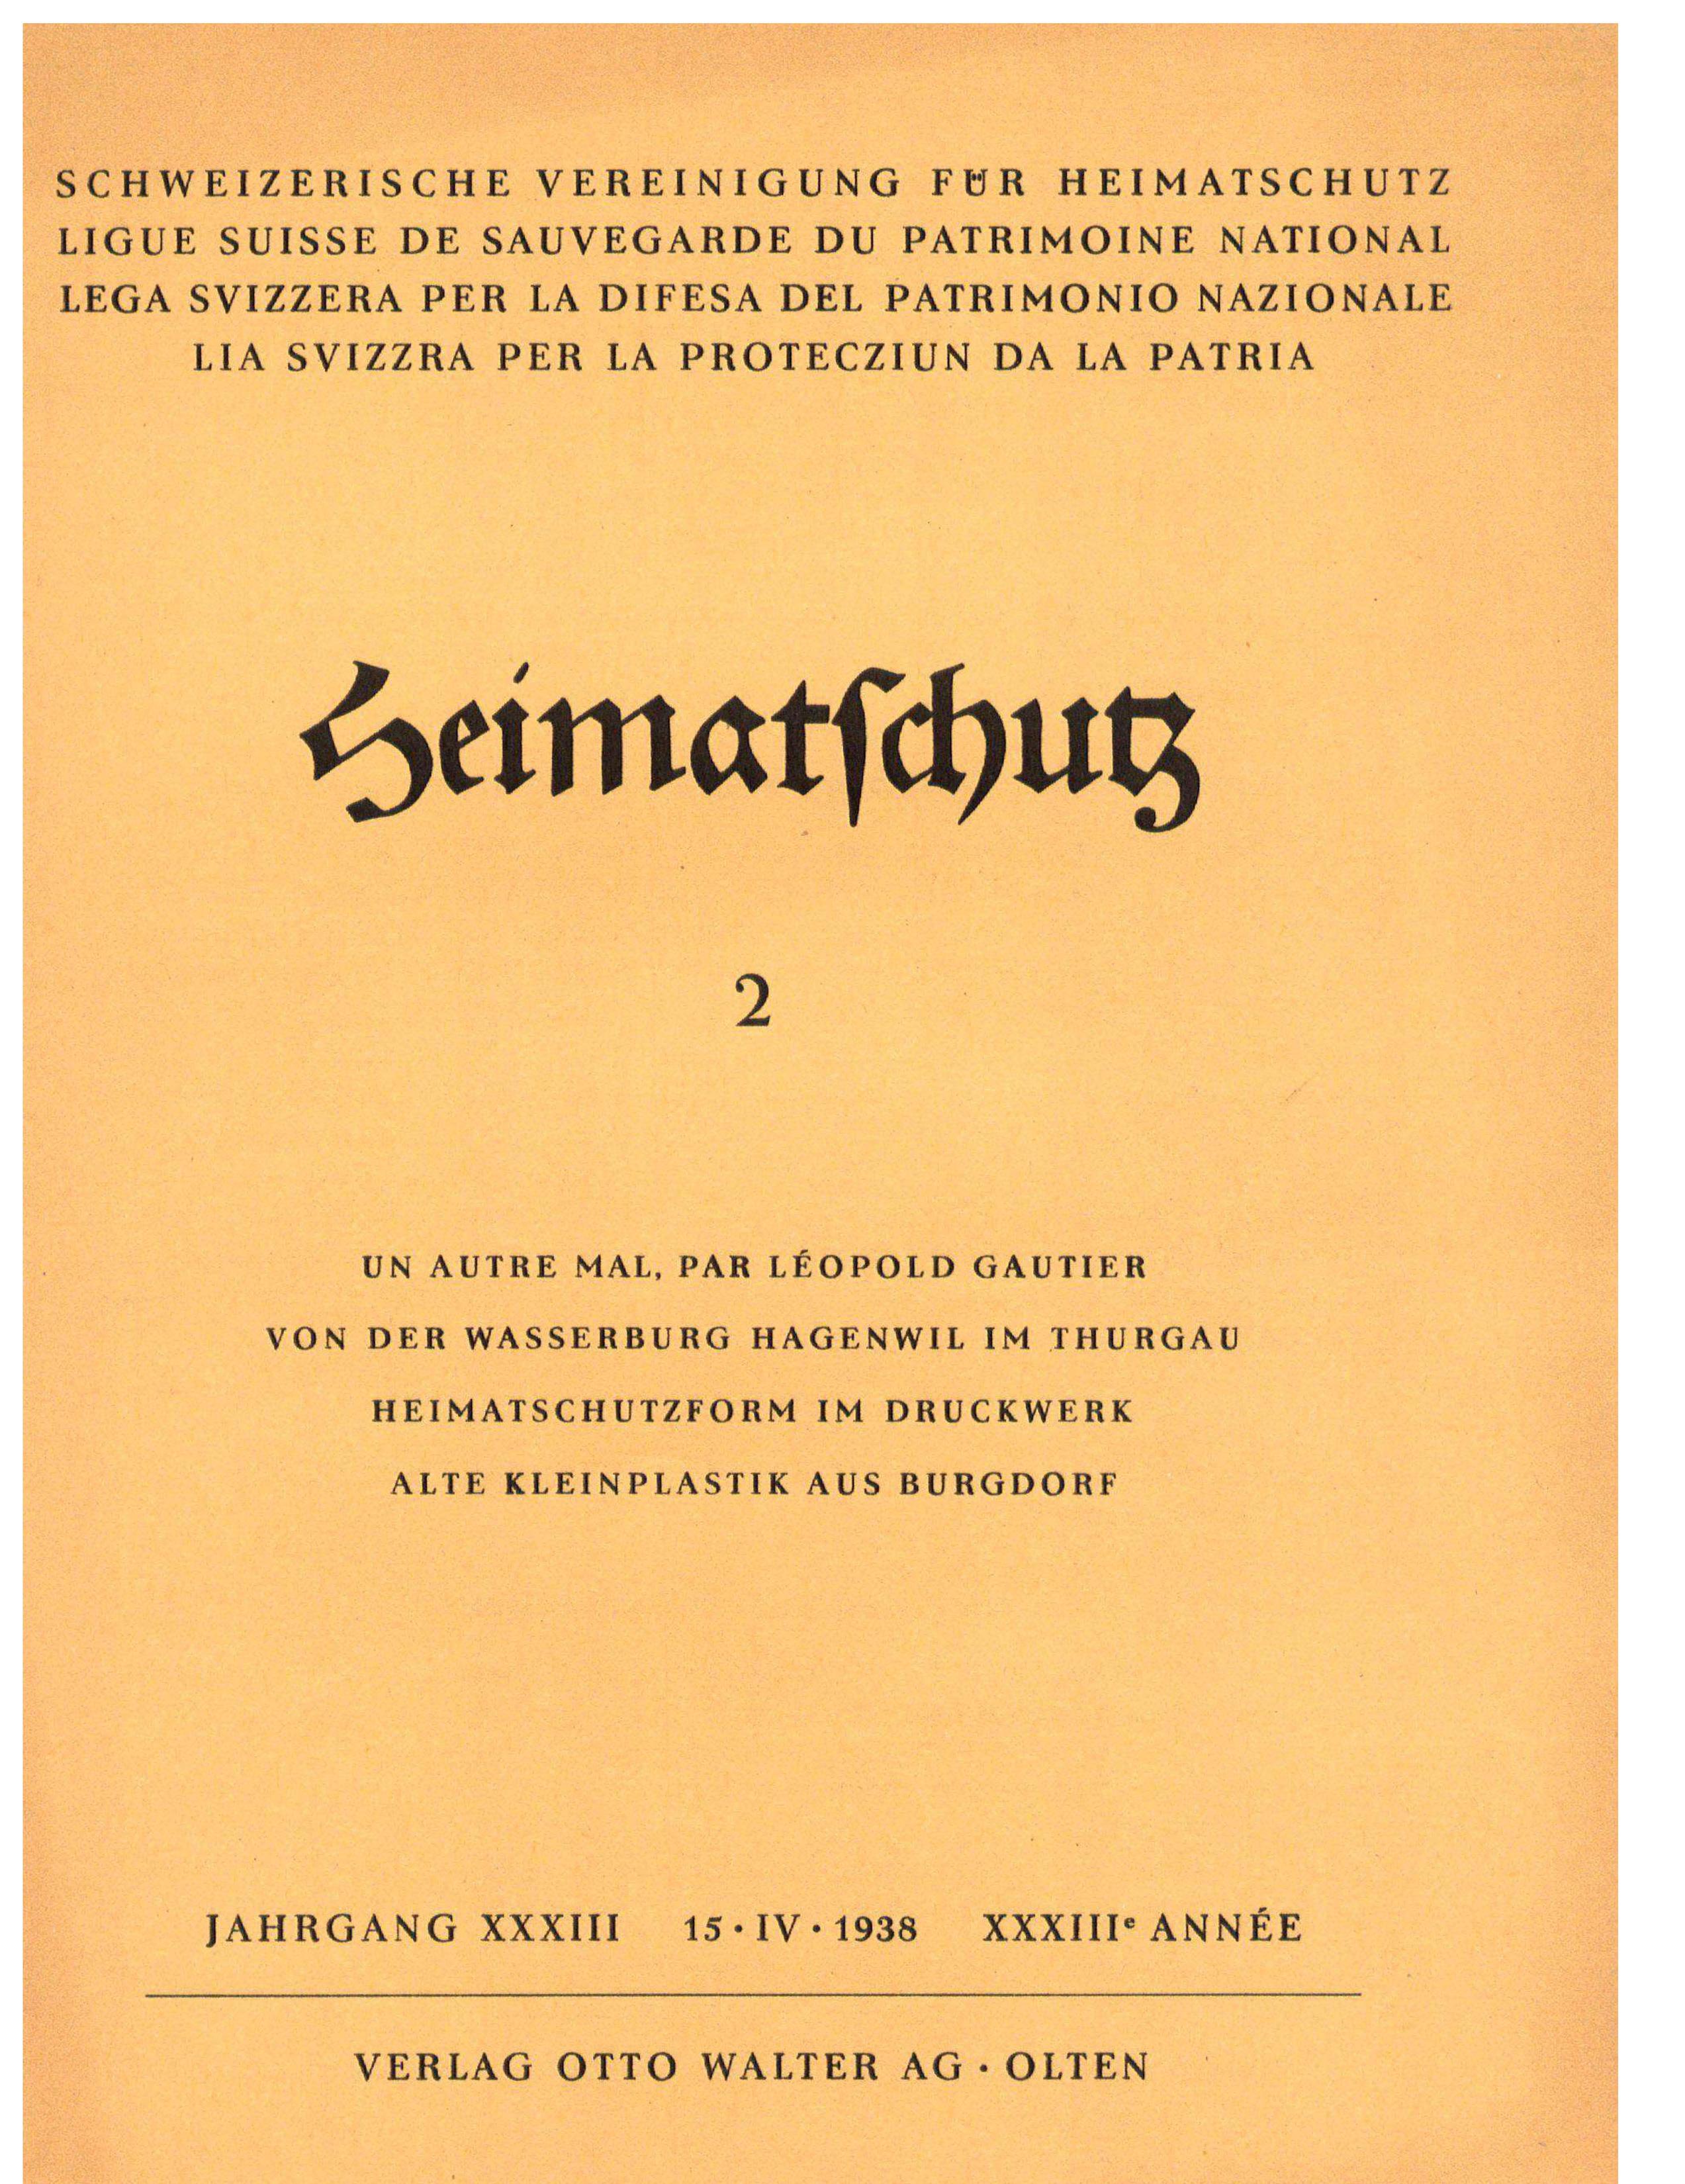 SCHWEIZERISCHE VEREINIGUNG FÜR HEIMATSCHUTZ
LIGUE SUISSE DE SAUVEGARDE DU PATRIMOINE NATIONAL
LEGA SVIZZERA PER LA DIFESA DEL PATRIMONIO NAZIONALE
LIA SVIZZRA PER LA PROTECZIUN DA LA PATRIA
Heimatſchutz
2
UN AUTRE MAL, PAR LÉOPOLD GAUTIER
VON DER WASSERBURG HAGENWIL IM THURGAU
HEIMATSCHUTZFORM IM DRUCKWERK
ALTE KLEINPLASTIK AUS BURGDORF
JAHRGANG XXXIII 15 · IV · 1938 XXXIIIᵉ ANNÉE
VERLAG OTTO WALTER AG · OLTEN